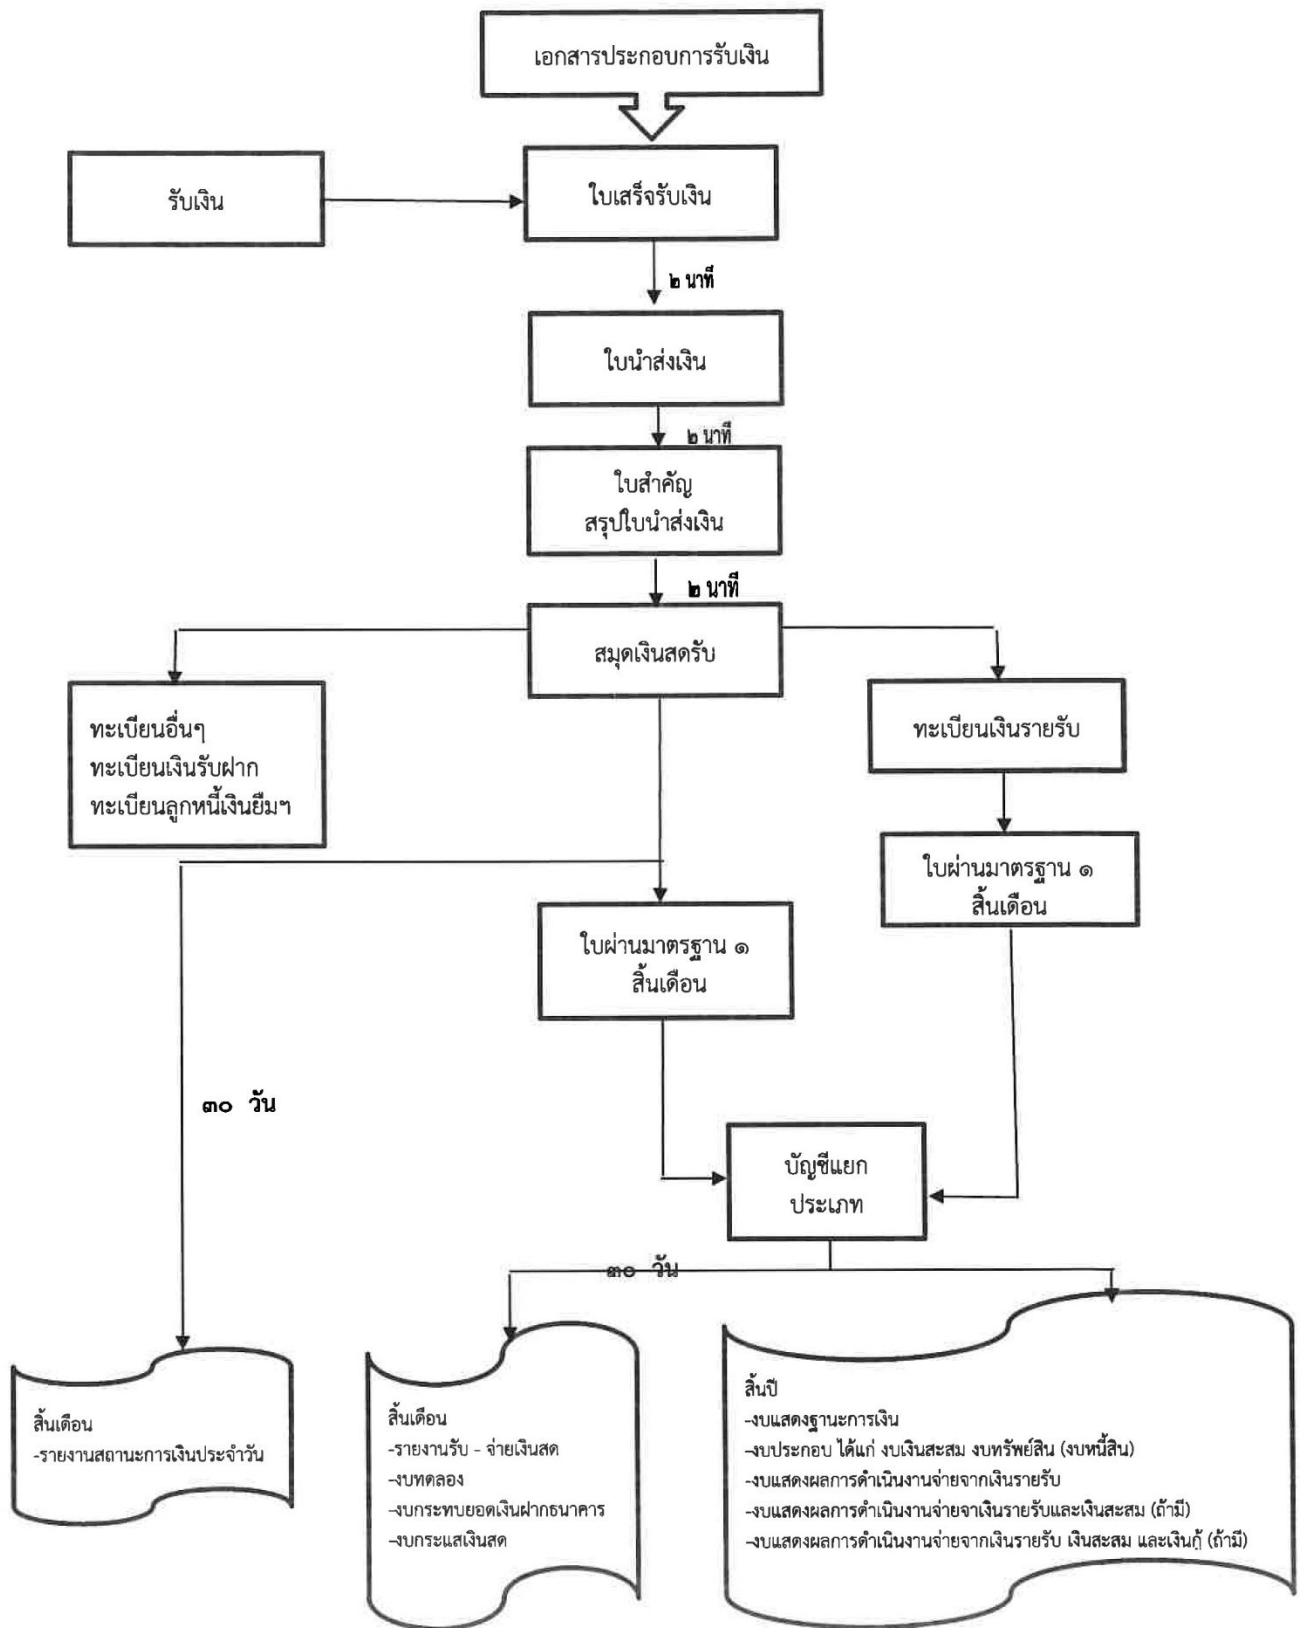 เอกสารประกอบการรับเงิน
รับเงิน
ใบเสร็จรับเงิน
๒ นาที
ใบนำส่งเงิน
๒ นาที
ใบสำคัญ
สรุปใบนำส่งเงิน
๒ นาที
สมุดเงินสดรับ
ทะเบียนอื่นๆ
ทะเบียนเงินรับฝาก
ทะเบียนลูกหนี้เงินยืมฯ
ทะเบียนเงินรายรับ
ใบผ่านมาตรฐาน ๑
สิ้นเดือน
ใบผ่านมาตรฐาน ๑
สิ้นเดือน
๓๐ วัน
บัญชีแยก
ประเภท
๓๐ วัน
สิ้นเดือน
-รายงานสถานะการเงินประจำวัน
สิ้นเดือน
-รายงานรับ - จ่ายเงินสด
-งบทดลอง
-งบกระทบยอดเงินฝากธนาคาร
-งบกระแสเงินสด
สิ้นปี
-งบแสดงฐานะการเงิน
-งบประกอบ ได้แก่ งบเงินสะสม งบทรัพย์สิน (งบหนี้สิน)
-งบแสดงผลการดำเนินงานจ่ายจากเงินรายรับ
-งบแสดงผลการดำเนินงานจ่ายจาเงินรายรับและเงินสะสม (ถ้ามี)
-งบแสดงผลการดำเนินงานจ่ายจากเงินรายรับ เงินสะสม และเงินกู้ (ถ้ามี)